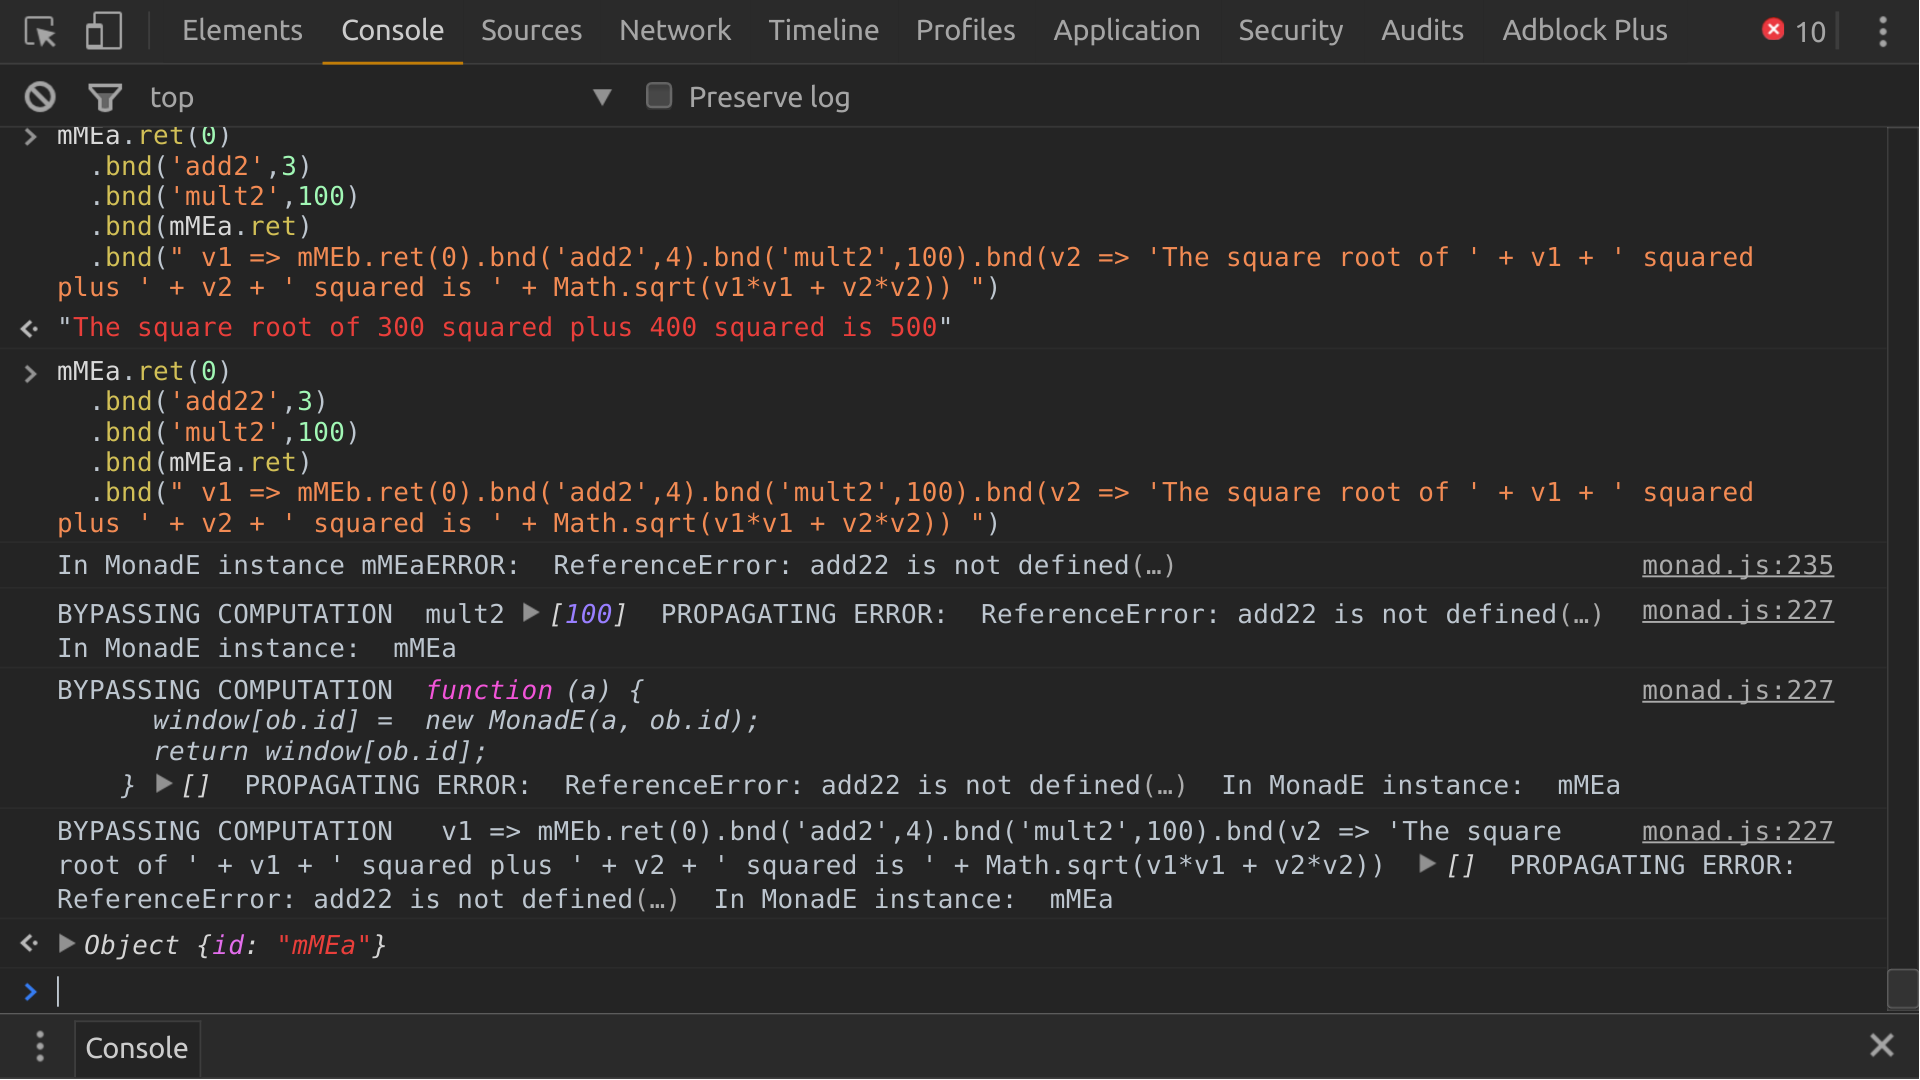 Elements Console Sources Network Timeline Profiles Application Security Audits Adblock Plus 10
top ▼ Preserve log
> mMEa.ret(0)
.bnd('add2',3)
.bnd('mult2',100)
.bnd(mMEa.ret)
.bnd(" v1 => mMEb.ret(0).bnd('add2',4).bnd('mult2',100).bnd(v2 => 'The square root of ' + v1 + ' squared
plus ' + v2 + ' squared is ' + Math.sqrt(v1*v1 + v2*v2)) ")
"The square root of 300 squared plus 400 squared is 500"
> mMEa.ret(0)
.bnd('add22',3)
.bnd('mult2',100)
.bnd(mMEa.ret)
.bnd(" v1 => mMEb.ret(0).bnd('add2',4).bnd('mult2',100).bnd(v2 => 'The square root of ' + v1 + ' squared
plus ' + v2 + ' squared is ' + Math.sqrt(v1*v1 + v2*v2)) ")
In MonadE instance mMEaERROR:  ReferenceError: add22 is not defined(…) monad.js:235
BYPASSING COMPUTATION  mult2 ▶ [100]  PROPAGATING ERROR:  ReferenceError: add22 is not defined(…) monad.js:227
In MonadE instance:  mMEa
BYPASSING COMPUTATION  function (a) { monad.js:227
window[ob.id] =  new MonadE(a, ob.id);
return window[ob.id];
} ▶ []  PROPAGATING ERROR:  ReferenceError: add22 is not defined(…)  In MonadE instance:  mMEa
BYPASSING COMPUTATION   v1 => mMEb.ret(0).bnd('add2',4).bnd('mult2',100).bnd(v2 => 'The square monad.js:227
root of ' + v1 + ' squared plus ' + v2 + ' squared is ' + Math.sqrt(v1*v1 + v2*v2))  ▶ []  PROPAGATING ERROR:
ReferenceError: add22 is not defined(…)  In MonadE instance:  mMEa
▶ Object {id: "mMEa"}
>
Console